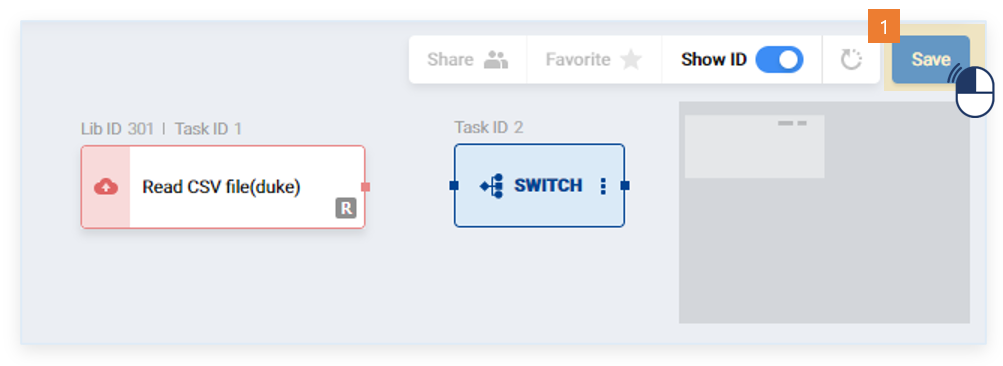 1
Share
Favorite
Show ID
Save
Lib ID 301 | Task ID 1
Task ID 2
Read CSV file(duke)
R
SWITCH